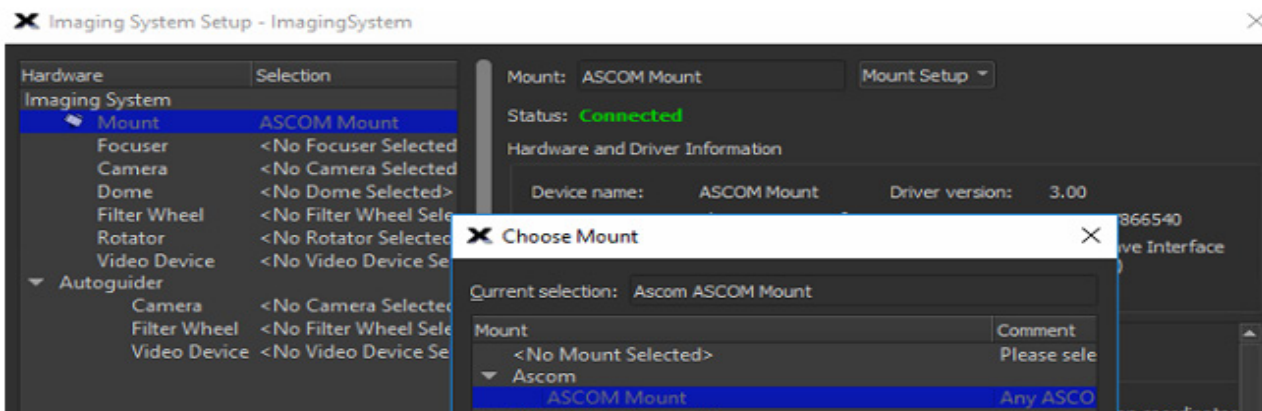 Imaging System Setup - ImagingSystem
Hardware Selection
Imaging System
Mount ASCOM Mount
Focuser <No Focuser Selected
Camera <No Camera Selected
Dome <No Dome Selected>
Filter Wheel <No Filter Wheel Sele
Rotator <No Rotator Selected
Video Device <No Video Device Se
Autoguider
Camera <No Camera Selected
Filter Wheel <No Filter Wheel Sele
Video Device <No Video Device Se
Mount: ASCOM Mount Mount Setup
Status: Connected
Hardware and Driver Information
Device name: ASCOM Mount Driver version: 3.00
866540
ve Interface
Choose Mount
Current selection: Ascom ASCOM Mount
Mount Comment
<No Mount Selected> Please sele
Ascom
ASCOM Mount Any ASCO